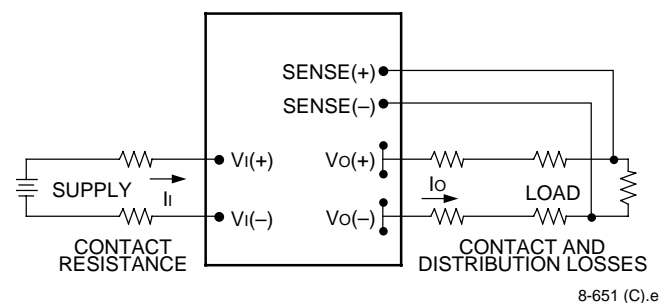 SENSE(+)
SENSE(–)
VI(+)
VO(+)
SUPPLY
II
IO
LOAD
VI(–)
VO(–)
CONTACT
RESISTANCE
CONTACT AND
DISTRIBUTION LOSSES
8-651 (C).e